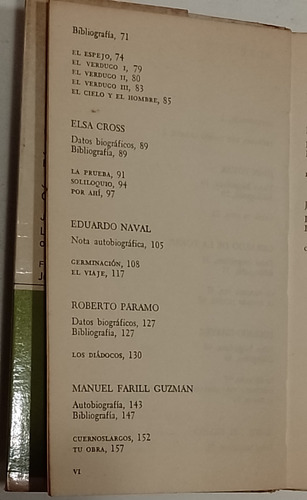 Bibliografía, 71
EL ESPEJO, 74
EL VERDUGO I, 79
EL VERDUGO II, 80
EL VERDUGO III, 83
EL CIELO Y EL HOMBRE, 85
ELSA CROSS
Datos biográficos, 89
Bibliografía, 89
LA PRUEBA, 91
SOLILOQUIO, 94
POR AHÍ, 97
EDUARDO NAVAL
Nota autobiográfica, 105
GERMINACIÓN, 108
EL VIAJE, 117
ROBERTO PARAMO
Datos biográficos, 127
Bibliografía, 127
LOS DIÁDOCOS, 130
MANUEL FARILL GUZMAN
Autobiografía, 143
Bibliografía, 147
CUERNOSLARGOS, 152
TU OBRA, 157
VI